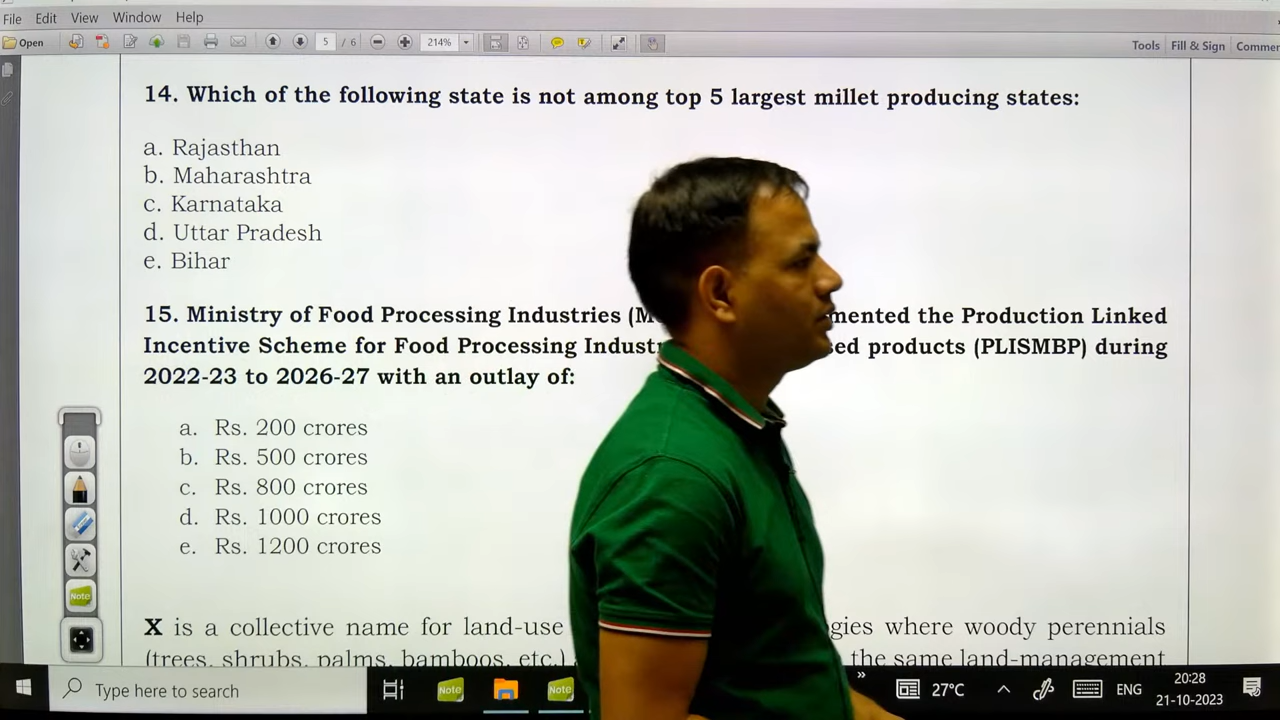 File Edit View Window Help
Open 5 / 6 214% Tools Fill & Sign Commen
14. Which of the following state is not among top 5 largest millet producing states:
a. Rajasthan
b. Maharashtra
c. Karnataka
d. Uttar Pradesh
e. Bihar
15. Ministry of Food Processing Industries (M mented the Production Linked
Incentive Scheme for Food Processing Indust ed products (PLISMBP) during
2022-23 to 2026-27 with an outlay of:
a. Rs. 200 crores
b. Rs. 500 crores
c. Rs. 800 crores
d. Rs. 1000 crores
e. Rs. 1200 crores
Note
X is a collective name for land-use gies where woody perennials
(trees, shrubs, palms, bamboos, etc.) the same land-management
Type here to search Note Note 27°C ENG 20:28
21-10-2023